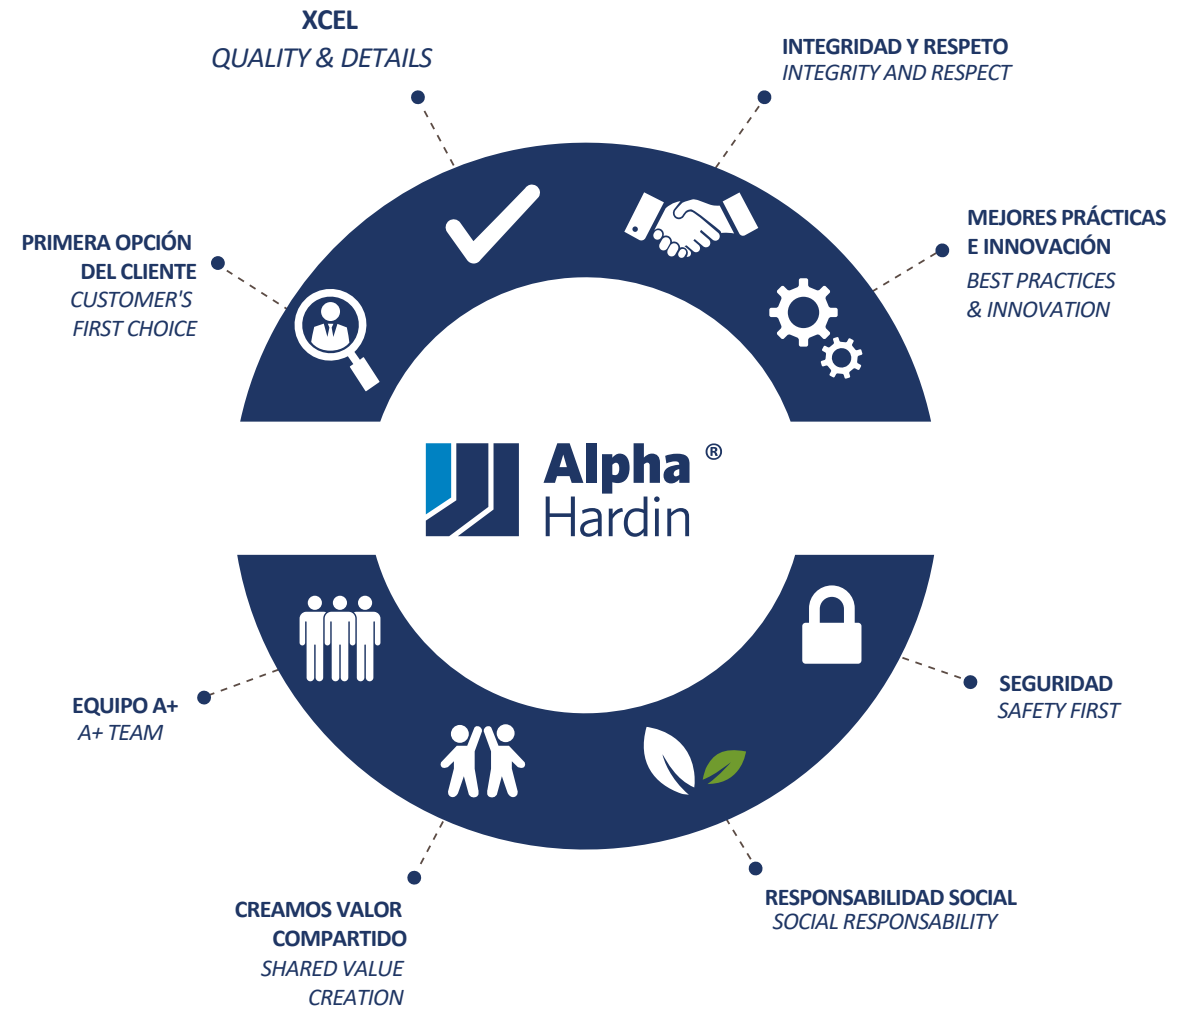 XCEL
QUALITY & DETAILS
INTEGRIDAD Y RESPETO
INTEGRITY AND RESPECT
PRIMERA OPCIÓN
DEL CLIENTE
CUSTOMER'S
FIRST CHOICE
MEJORES PRÁCTICAS
E INNOVACIÓN
BEST PRACTICES
& INNOVATION
Alpha ®
Hardin
EQUIPO A+
A+ TEAM
SEGURIDAD
SAFETY FIRST
CREAMOS VALOR
COMPARTIDO
SHARED VALUE
CREATION
RESPONSABILIDAD SOCIAL
SOCIAL RESPONSABILITY